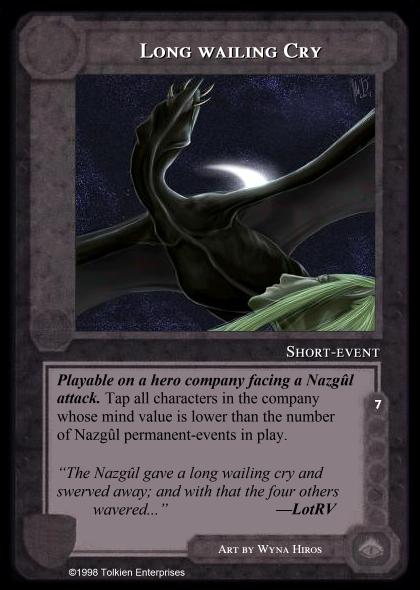 Long wailing Cry
Short-event
Playable on a hero company facing a Nazgûl
attack. Tap all characters in the company
whose mind value is lower than the number
of Nazgûl permanent-events in play.
7
“The Nazgûl gave a long wailing cry and
swerved away; and with that the four others
wavered...” —LotRV
Art by Wyna Hiros
©1998 Tolkien Enterprises